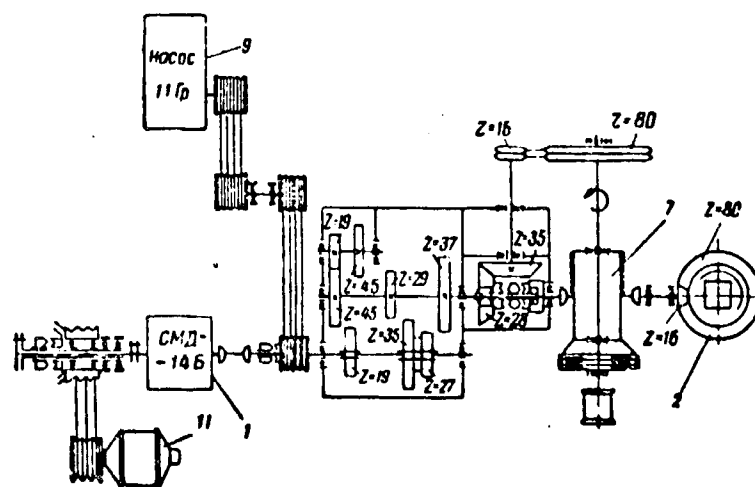 9
насос
11 Гр
Z=16
Z=80
Z=19
Z=37
7
Z=80
Z=35
Z=45
Z=29
Z=45
Z=28
СМД-
-14Б
Z=35
Z=16
Z=19
Z=27
2
1
11